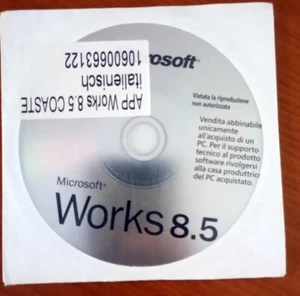 APP Works 8.5 COASTE
italienisch
10600663122
rosoft®
Vietata la riproduzione
non autorizzata
Vendita abbinabile
unicamente
all'acquisto di un
PC. Per il supporto
tecnico al prodotto
software rivolgersi
alla casa produttrice
del PC acquistato.
Microsoft®
Works 8.5